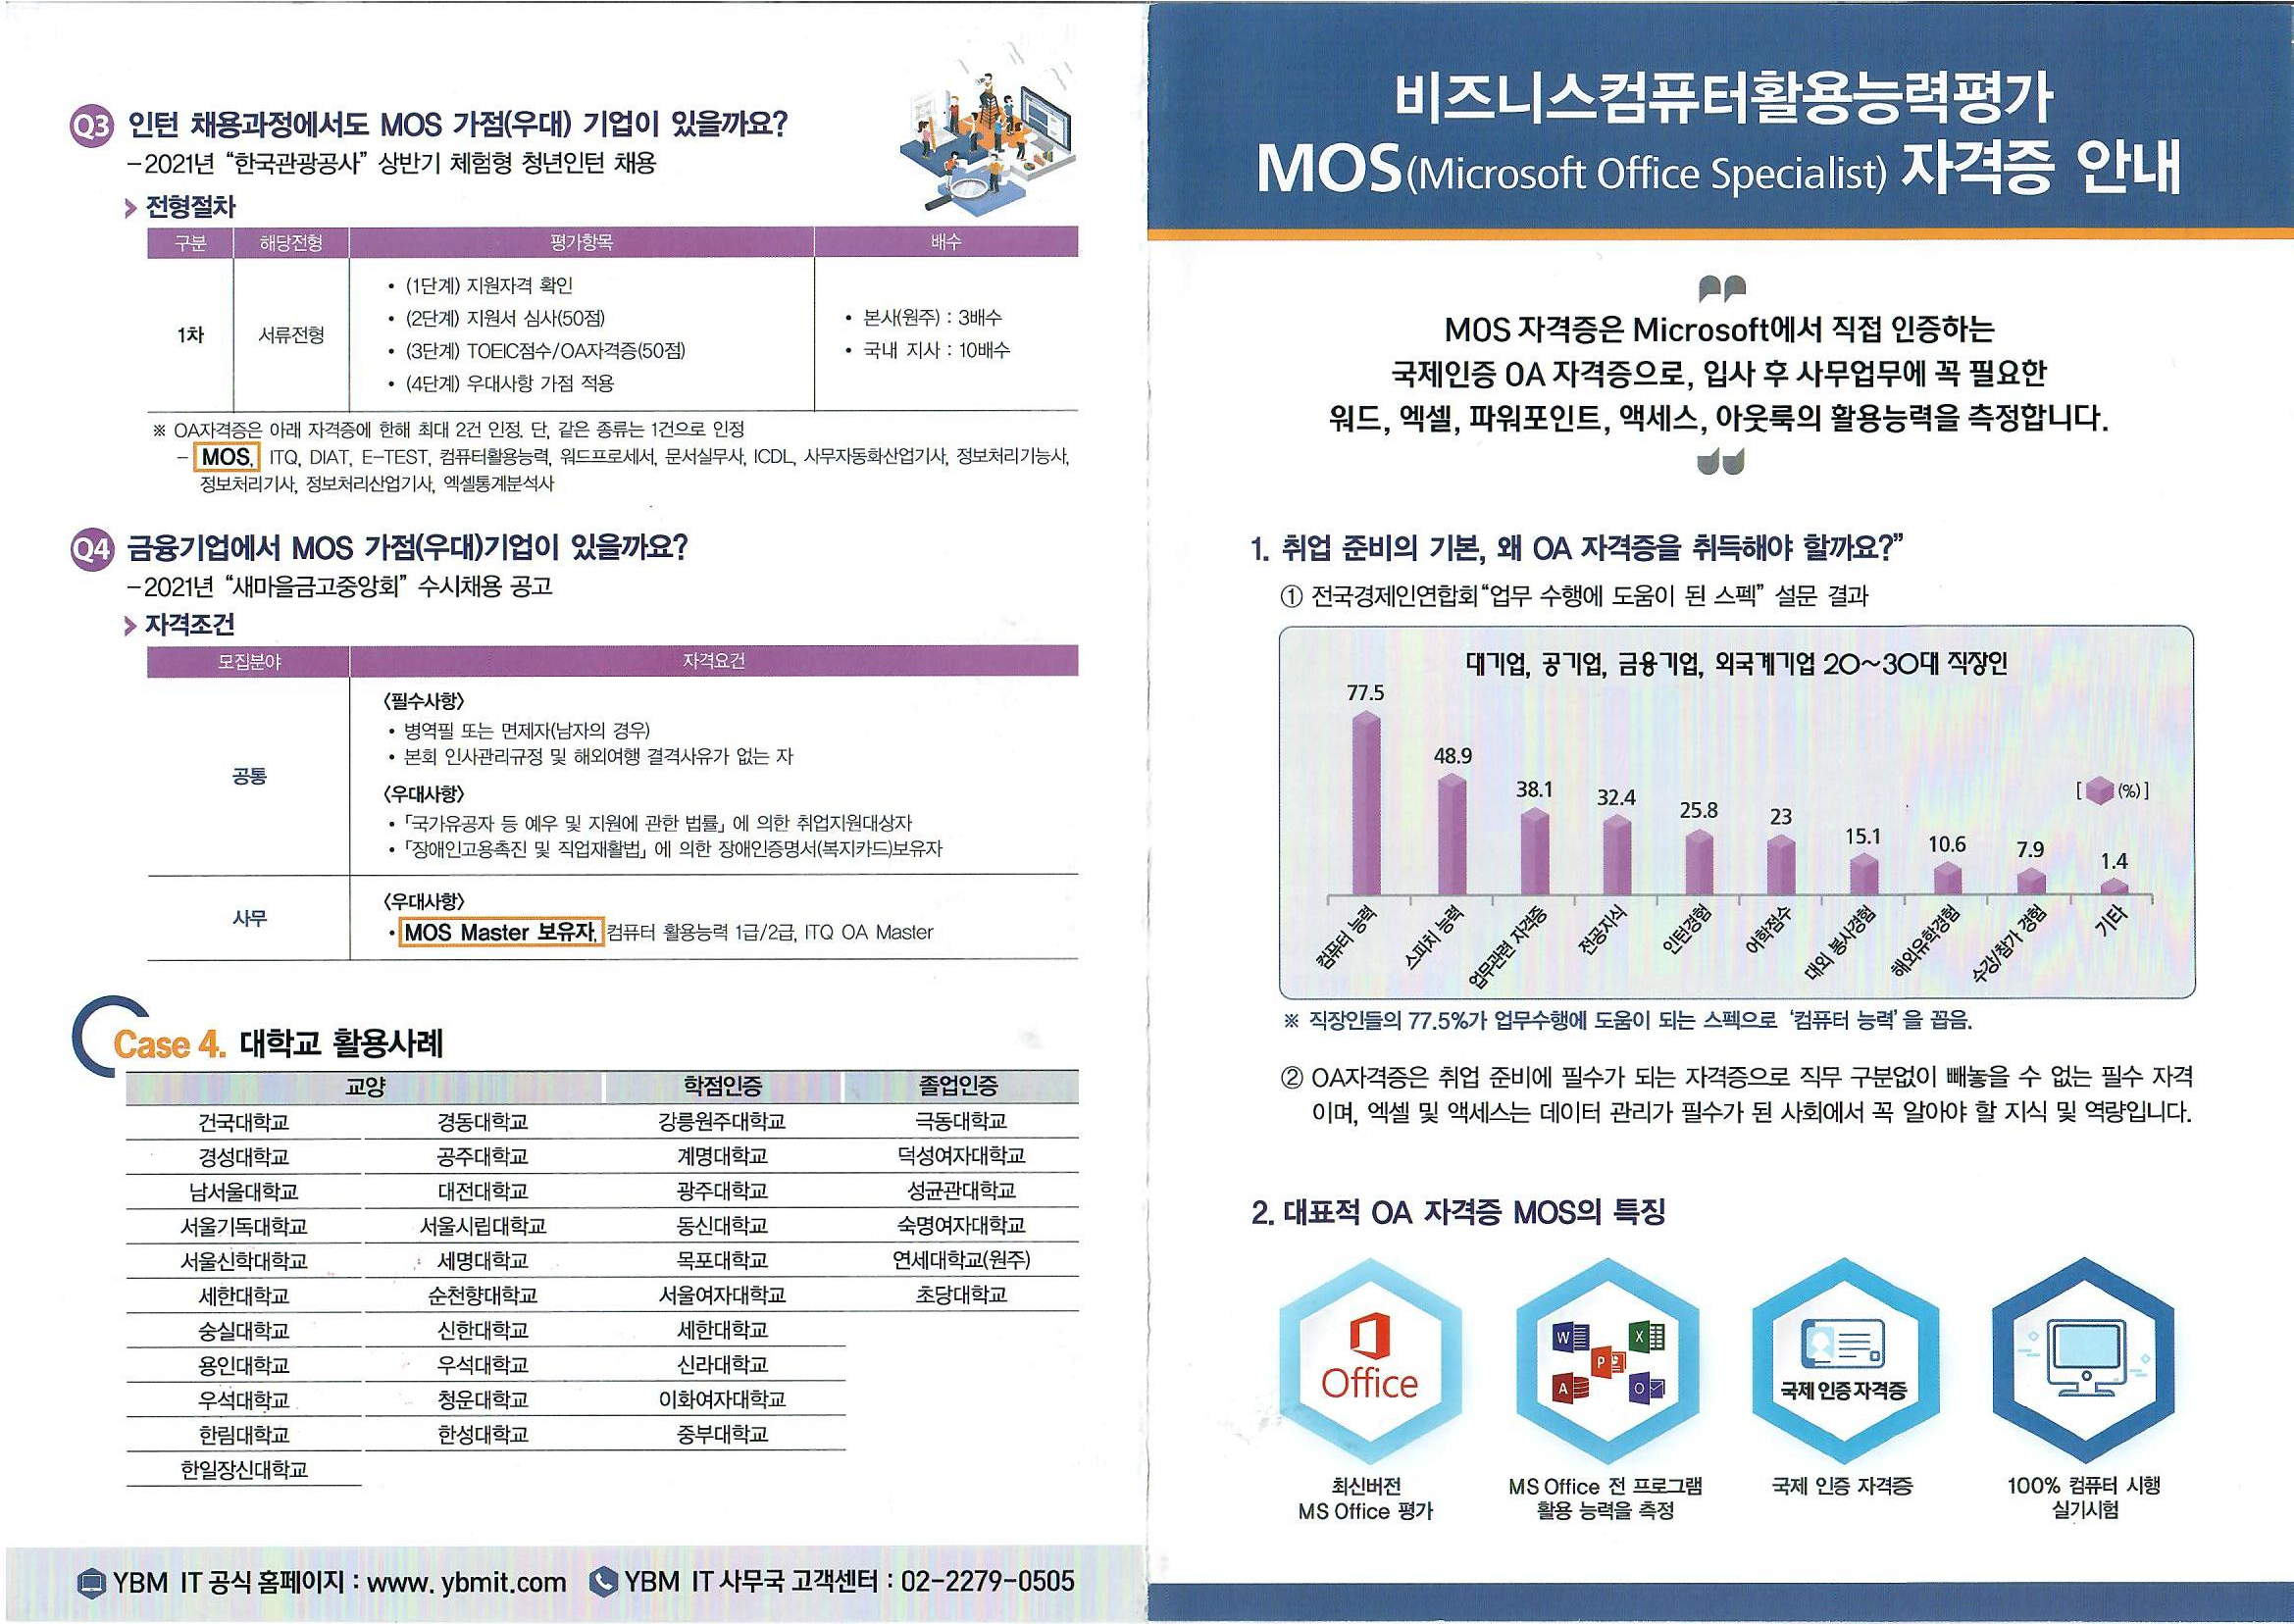 Q3 인턴 채용과정에서도 MOS 가점(우대) 기업이 있을까요?
-2021년 “한국관광공사” 상반기 체험형 청년인턴 채용
전형절차
구분 해당전형 평가항목 배수
1차 서류전형
• (1단계) 지원자격 확인
• (2단계) 지원서 심사(50점)
• (3단계) TOEIC점수/OA자격증(50점)
• (4단계) 우대사항 가점 적용
• 본사(원주) : 3배수
• 국내 지사 : 10배수
※ OA자격증은 아래 자격증에 한해 최대 2건 인정. 단, 같은 종류는 1건으로 인정
- MOS, ITQ, DIAT, E-TEST, 컴퓨터활용능력, 워드프로세서, 문서실무사, ICDL, 사무자동화산업기사, 정보처리기능사,
정보처리기사, 정보처리산업기사, 엑셀통계분석사
Q4 금융기업에서 MOS 가점(우대)기업이 있을까요?
-2021년 “새마을금고중앙회” 수시채용 공고
자격조건
모집분야 자격요건
공통
〈필수사항〉
• 병역필 또는 면제자(남자의 경우)
• 본회 인사관리규정 및 해외여행 결격사유가 없는 자
〈우대사항〉
• 「국가유공자 등 예우 및 지원에 관한 법률」에 의한 취업지원대상자
• 「장애인고용촉진 및 직업재활법」에 의한 장애인증명서(복지카드)보유자
사무
〈우대사항〉
• MOS Master 보유자, 컴퓨터 활용능력 1급/2급, ITQ OA Master
Case 4. 대학교 활용사례
교양 학점인증 졸업인증
건국대학교 경동대학교 강릉원주대학교 극동대학교
경성대학교 공주대학교 계명대학교 덕성여자대학교
남서울대학교 대전대학교 광주대학교 성균관대학교
서울기독대학교 서울시립대학교 동신대학교 숙명여자대학교
서울신학대학교 세명대학교 목포대학교 연세대학교(원주)
세한대학교 순천향대학교 서울여자대학교 초당대학교
숭실대학교 신한대학교 세한대학교
용인대학교 우석대학교 신라대학교
우석대학교 청운대학교 이화여자대학교
한림대학교 한성대학교 중부대학교
한일장신대학교
YBM IT 공식 홈페이지 : www. ybmit.com YBM IT 사무국 고객센터 : 02-2279-0505
비즈니스컴퓨터활용능력평가
MOS(Microsoft Office Specialist) 자격증 안내
MOS 자격증은 Microsoft에서 직접 인증하는
국제인증 OA 자격증으로, 입사 후 사무업무에 꼭 필요한
워드, 엑셀, 파워포인트, 액세스, 아웃룩의 활용능력을 측정합니다.
1. 취업 준비의 기본, 왜 OA 자격증을 취득해야 할까요?”
① 전국경제인연합회“업무 수행에 도움이 된 스펙” 설문 결과
대기업, 공기업, 금융기업, 외국계기업 20~30대 직장인
77.5 48.9 38.1 32.4 25.8 23 15.1 10.6 7.9 1.4
[ (%) ]
컴퓨터 능력 스피치 능력 업무관련 자격증 전공지식 인턴경험 어학점수 대외 봉사경험 해외유학경험 수강/참가 경험 기타
※ 직장인들의 77.5%가 업무수행에 도움이 되는 스펙으로 ‘컴퓨터 능력’을 꼽음.
② OA자격증은 취업 준비에 필수가 되는 자격증으로 직무 구분없이 빼놓을 수 없는 필수 자격
이며, 엑셀 및 액세스는 데이터 관리가 필수가 된 사회에서 꼭 알아야 할 지식 및 역량입니다.
2. 대표적 OA 자격증 MOS의 특징
Office
W X P A O
국제 인증 자격증
최신버전
MS Office 평가
MS Office 전 프로그램
활용 능력을 측정
국제 인증 자격증
100% 컴퓨터 시행
실기시험